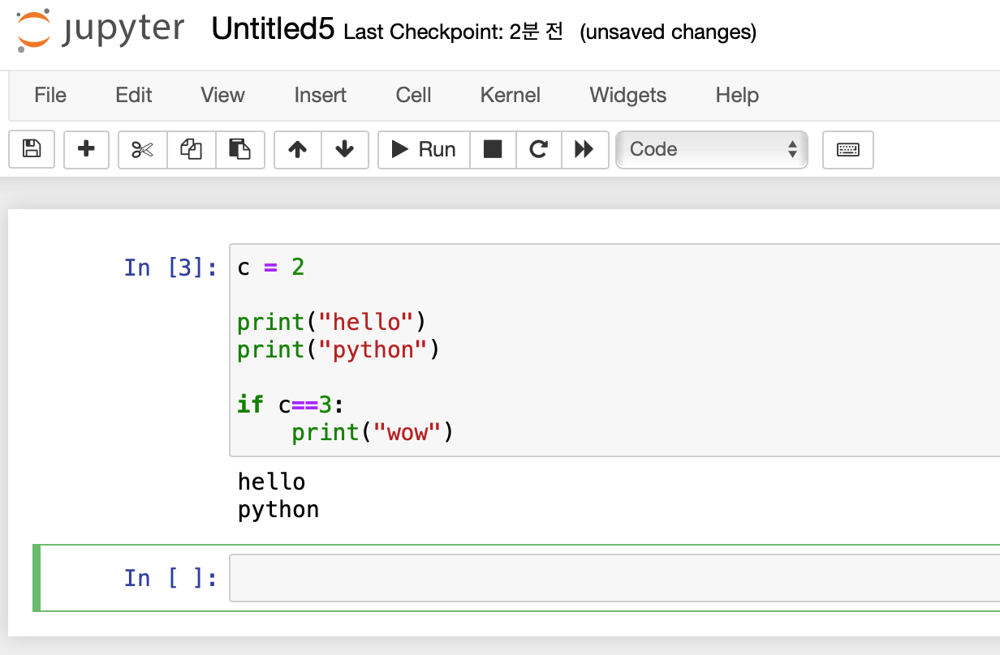 jupyter Untitled5 Last Checkpoint: 2분 전 (unsaved changes)
File Edit View Insert Cell Kernel Widgets Help
Run Code
In [3]: c = 2
print("hello")
print("python")
if c==3:
    print("wow")
hello
python
In [ ]: